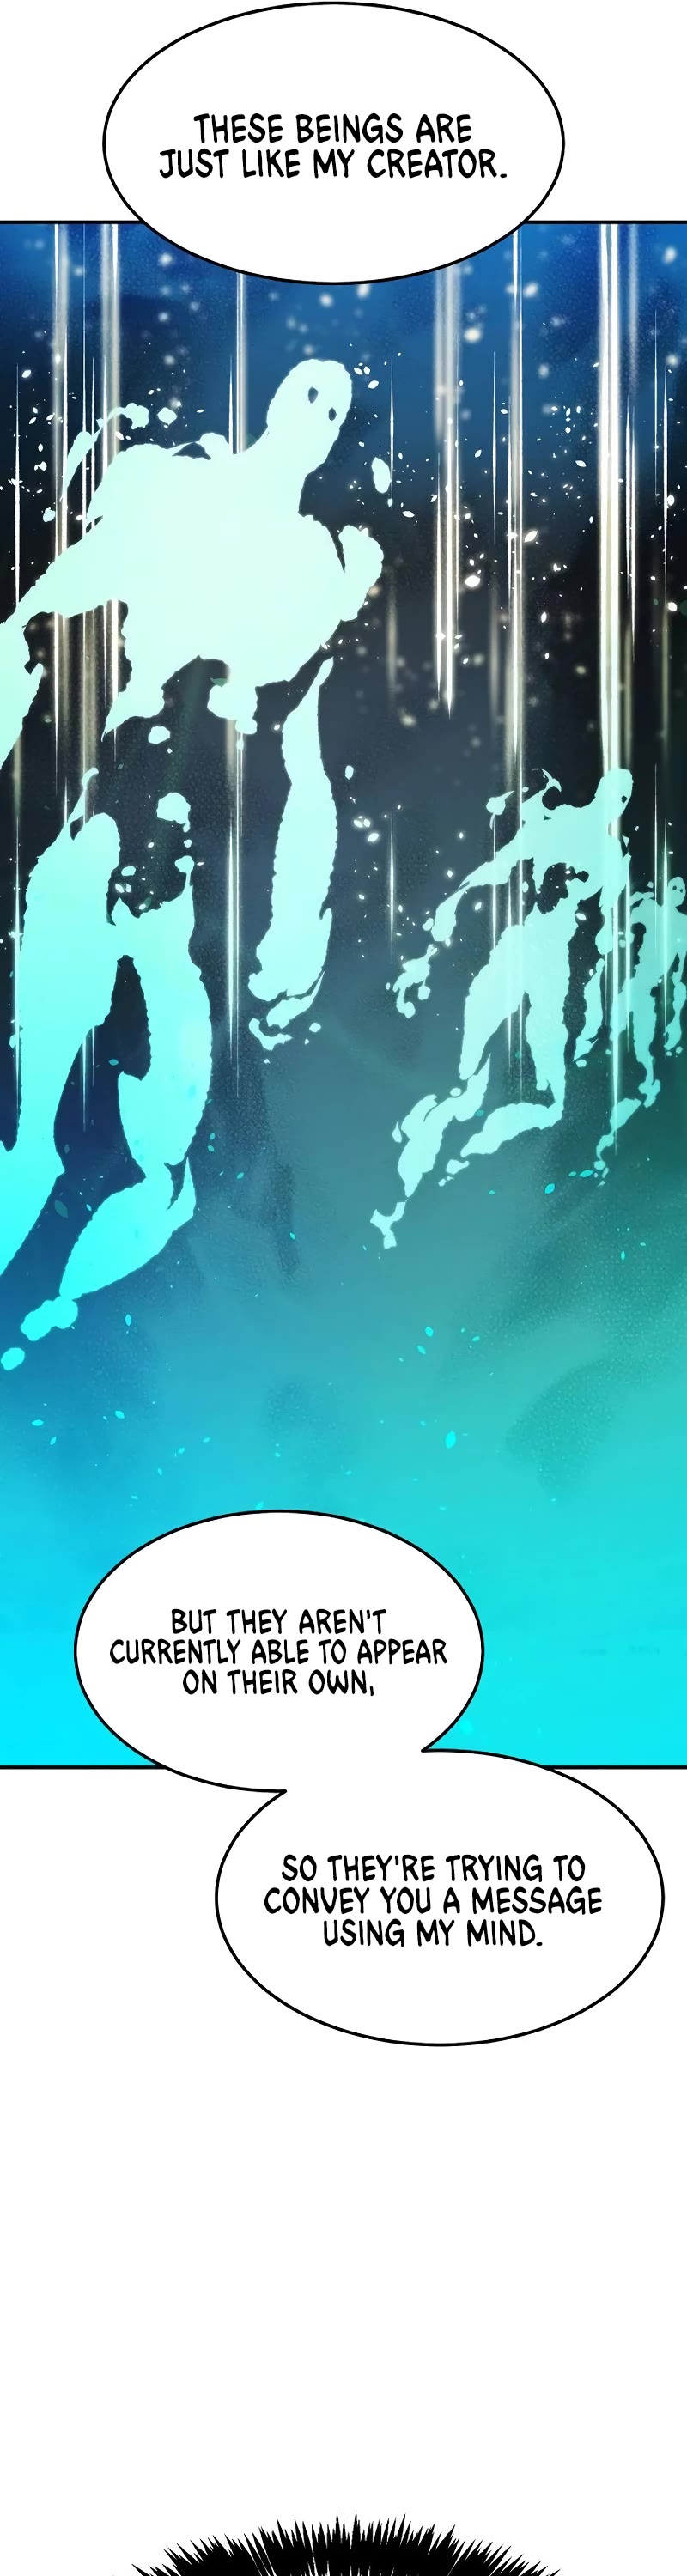 THESE BEINGS ARE
JUST LIKE MY CREATOR.
BUT THEY AREN'T
CURRENTLY ABLE TO APPEAR
ON THEIR OWN,
SO THEY'RE TRYING TO
CONVEY YOU A MESSAGE
USING MY MIND.